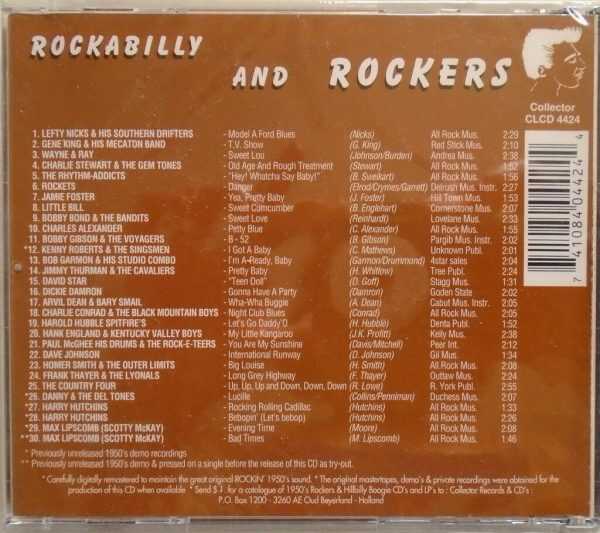 ROCKABILLY
AND ROCKERS
Collector
CLCD 4424
1. LEFTY NICKS & HIS SOUTHERN DRIFTERS - Model A Ford Blues (Nicks) All Rock Mus. 2:29
2. GENE KING & HIS MECATON BAND - T.V. Show (G. King) Red Stick Mus. 2:10
3. WAYNE & RAY - Sweet Lou (Johnson/Burden) Andrea Mus. 2:38
4. CHARLIE STEWART & THE GEM TONES - Old Age And Rough Treatment (Stewart) All Rock Mus. 1:52
5. THE RHYTHM-ADDICTS - "Hey! Whatcha Say Baby!" (B. Sweikart) All Rock Mus. 1:56
6. ROCKETS - Danger (Elrod/Crymes/Garrett) Delrush Mus. Instr. 2:27
7. JAMIE FOSTER - Yea, Pretty Baby (J. Foster) Hill Town Mus. 1:53
8. LITTLE BILL - Sweet Cumcumber (B. Englehart) Cornerstone Mus. 2:07
9. BOBBY BOND & THE BANDITS - Sweet Love (Reinhardt) Lovelane Mus. 2:33
10. CHARLES ALEXANDER - Petty Blue (C. Alexander) All Rock Mus. 1:55
11. BOBBY GIBSON & THE VOYAGERS - B - 52 (B. Gibson) Pargib Mus. Instr. 2:02
*12. KENNY ROBERTS & THE SINGSMEN - I Got A Baby (C. Mathews) Unknown Publ. 2:01
13. BOB GARMON & HIS STUDIO COMBO - I'm A-Ready, Baby (Garmon/Drummond) 4star sales 2:04
14. JIMMY THURMAN & THE CAVALIERS - Pretty Baby (H. Whitlow) Tree Publ. 2:24
15. DAVID STAR - "Teen Doll" (D. Goff) Stagg Mus. 2:31
16. DICKIE DAMRON - Gonna Have A Party (Damron) Goden State 2:02
17. ARVIL DEAN & BARY SMAIL - Wha-Wha Buggie (A. Dean) Cabut Mus. Instr. 2:05
18. CHARLIE CONRAD & THE BLACK MOUNTAIN BOYS - Night Club Blues (Conrad) All Rock Mus. 2:05
19. HAROLD HUBBLE SPITFIRE'S - Let's Go Daddy'O (H. Hubble) Denta Publ. 1:53
20. HANK ENGLAND & KENTUCKY VALLEY BOYS - My Little Kangaroo (J.K. Profitt) Kelly Mus. 2:38
21. PAUL McGHEE HIS DRUMS & THE ROCK-E-TEERS - You Are My Sunshine (Davis/Mitchell) Peer Int. 2:12
22. DAVE JOHNSON - International Runway (D. Johnson) Gil Mus. 1:34
23. HOMER SMITH & THE OUTER LIMITS - Big Louise (H. Smith) All Rock Mus. 2:09
24. FRANK THAYER & THE LYONALS - Long Grey Highway (F. Thayer) Outlaw Mus. 2:24
25. THE COUNTRY FOUR - Up, Up, Up and Down, Down, Down (R. Lowe) R. York Publ. 2:55
*26. DANNY & THE DEL TONES - Lucille (Collins/Penniman) Duchess Mus. 2:07
*27. HARRY HUTCHINS - Rocking Rolling Cadillac (Hutchins) All Rock Mus. 1:33
*28. HARRY HUTCHINS - Bebopin' (Let's bebop) (Hutchins) All Rock Mus. 2:26
*29. MAX LIPSCOMB (SCOTTY McKAY) - Evening Time (Moore) All Rock Mus. 2:08
**30. MAX LIPSCOMB (SCOTTY McKAY) - Bad Times (M. Lipscomb) All Rock Mus. 1:46
* Previously unreleased 1950's demo recordings
** Previously unreleased 1950's demo & pressed on a single before the release of this CD as try-out.
* Carefully digitally remastered to maintain the great original ROCKIN' 1950's sound. * The original mastertapes, demo's & private recordings were obtained for the
production of this CD when available * Send $ 1 for a catalogue of 1950's Rockers & Hillbilly Boogie CD's and LP's to : Collector Records & CD's :
P.O. Box 1200 - 3260 AE Oud Beyerland - Holland
7 41084 04424 4